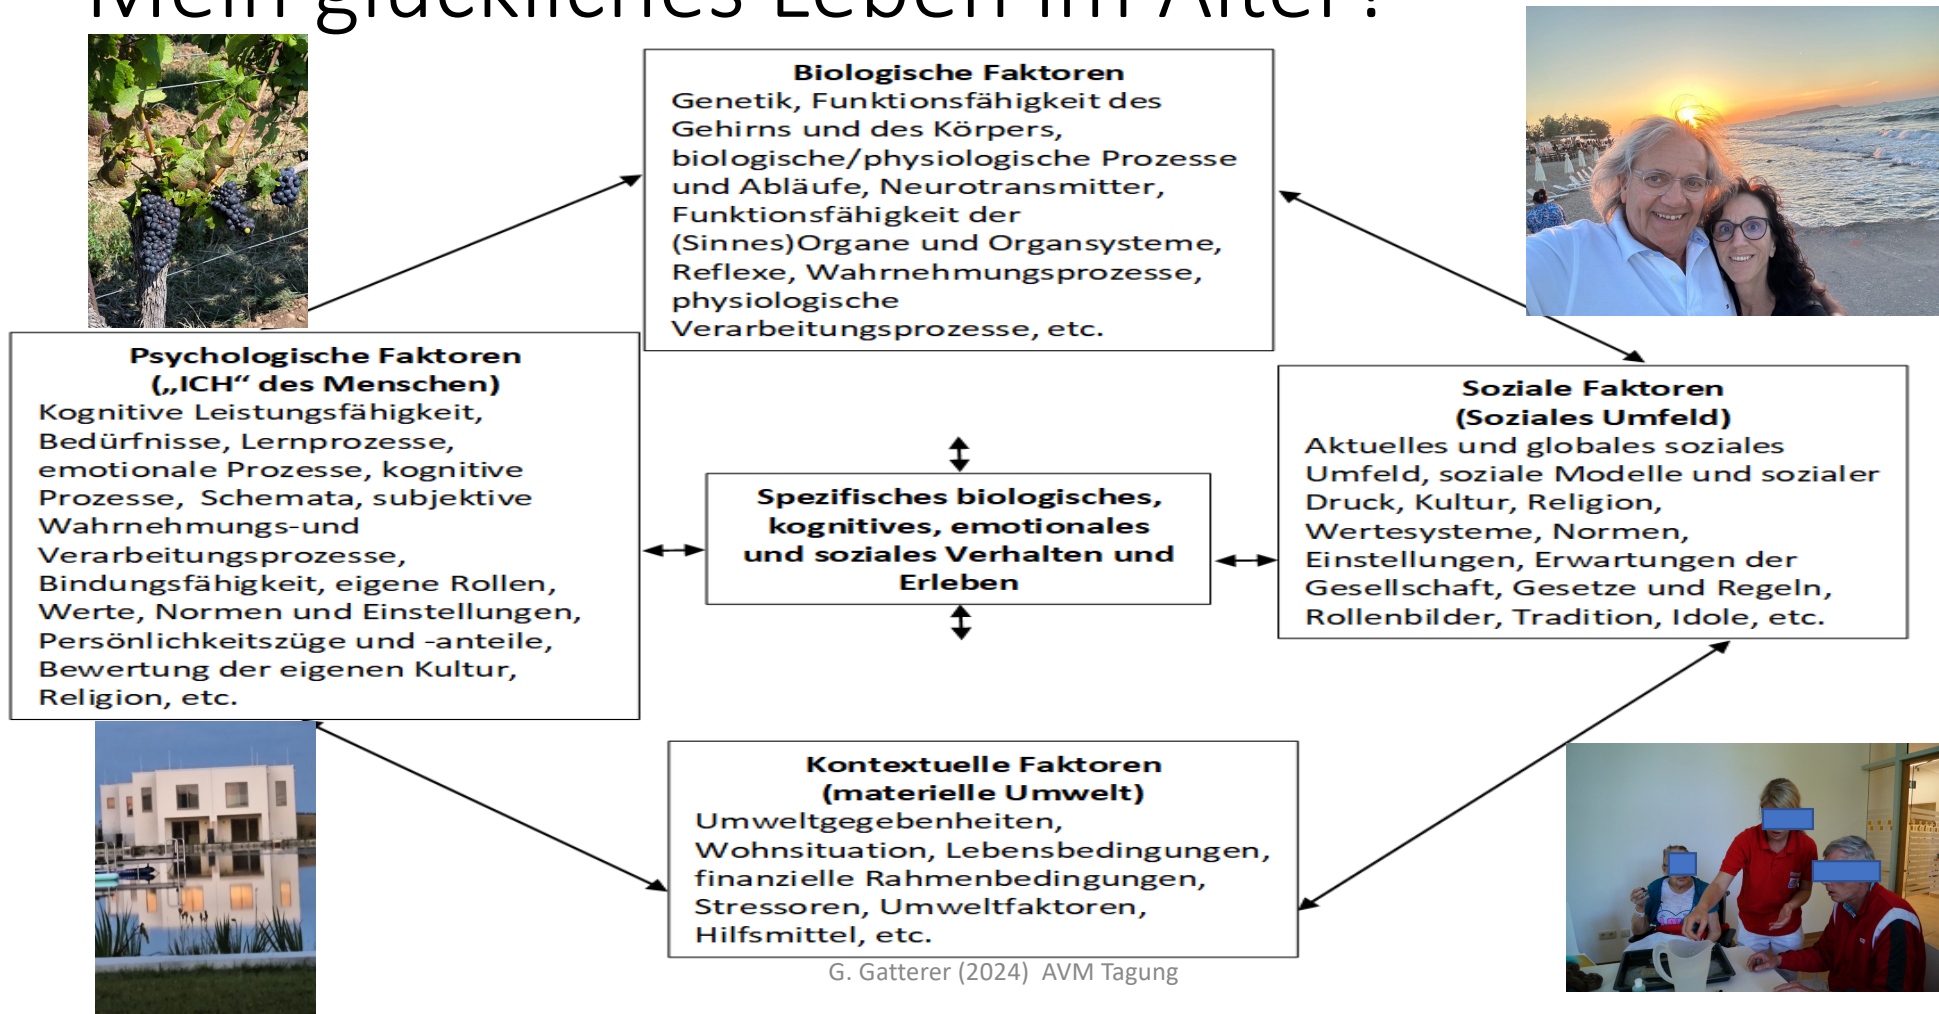 Mein glückliches Leben im Alter?
Biologische Faktoren
Genetik, Funktionsfähigkeit des
Gehirns und des Körpers,
biologische/physiologische Prozesse
und Abläufe, Neurotransmitter,
Funktionsfähigkeit der
(Sinnes)Organe und Organsysteme,
Reflexe, Wahrnehmungsprozesse,
physiologische
Verarbeitungsprozesse, etc.
Psychologische Faktoren
(„ICH“ des Menschen)
Kognitive Leistungsfähigkeit,
Bedürfnisse, Lernprozesse,
emotionale Prozesse, kognitive
Prozesse, Schemata, subjektive
Wahrnehmungs-und
Verarbeitungsprozesse,
Bindungsfähigkeit, eigene Rollen,
Werte, Normen und Einstellungen,
Persönlichkeitszüge und -anteile,
Bewertung der eigenen Kultur,
Religion, etc.
Spezifisches biologisches,
kognitives, emotionales
und soziales Verhalten und
Erleben
Soziale Faktoren
(Soziales Umfeld)
Aktuelles und globales soziales
Umfeld, soziale Modelle und sozialer
Druck, Kultur, Religion,
Wertesysteme, Normen,
Einstellungen, Erwartungen der
Gesellschaft, Gesetze und Regeln,
Rollenbilder, Tradition, Idole, etc.
Kontextuelle Faktoren
(materielle Umwelt)
Umweltgegebenheiten,
Wohnsituation, Lebensbedingungen,
finanzielle Rahmenbedingungen,
Stressoren, Umweltfaktoren,
Hilfsmittel, etc.
G. Gatterer (2024) AVM Tagung